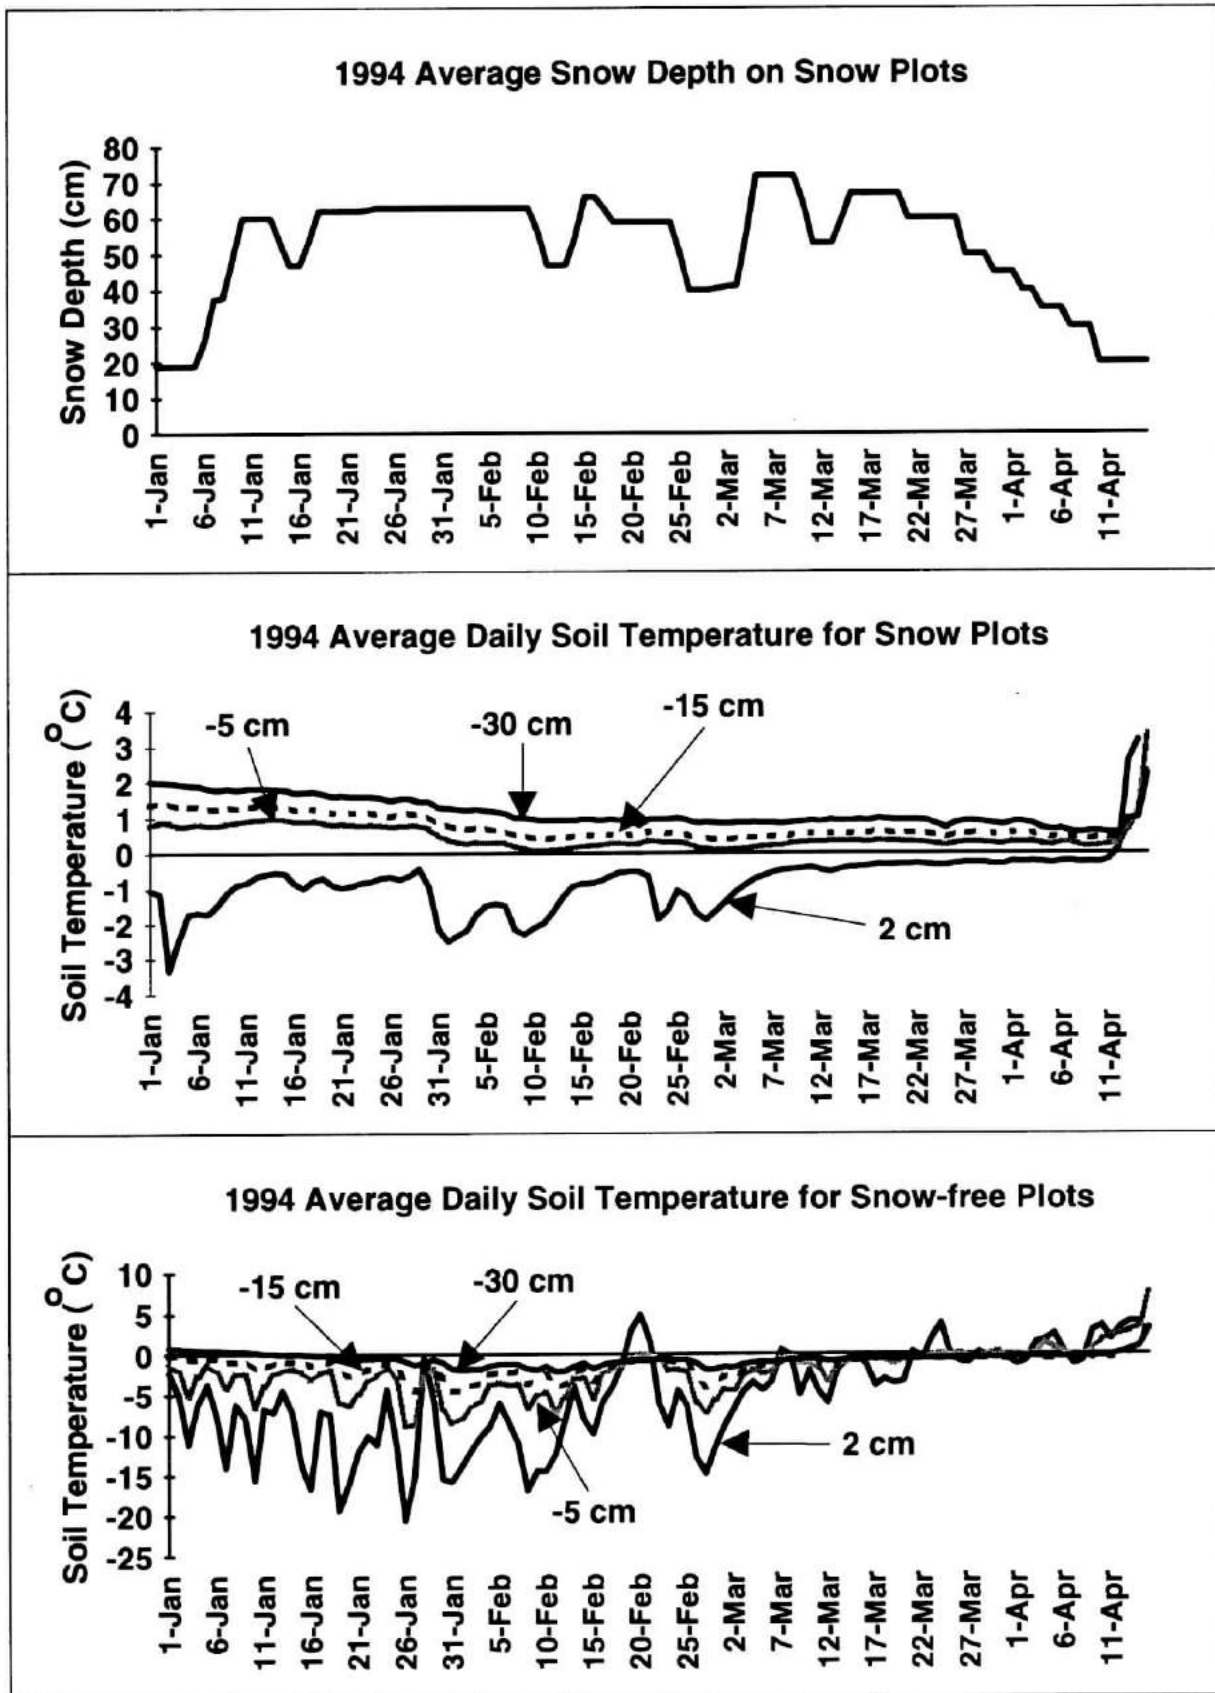 1994 Average Snow Depth on Snow Plots
Snow Depth (cm)
80
70
60
50
40
30
20
10
0
1-Jan
6-Jan
11-Jan
16-Jan
21-Jan
26-Jan
31-Jan
5-Feb
10-Feb
15-Feb
20-Feb
25-Feb
2-Mar
7-Mar
12-Mar
17-Mar
22-Mar
27-Mar
1-Apr
6-Apr
11-Apr
1994 Average Daily Soil Temperature for Snow Plots
Soil Temperature (°C)
4
3
2
1
0
-1
-2
-3
-4
-5 cm
-30 cm
-15 cm
2 cm
1-Jan
6-Jan
11-Jan
16-Jan
21-Jan
26-Jan
31-Jan
5-Feb
10-Feb
15-Feb
20-Feb
25-Feb
2-Mar
7-Mar
12-Mar
17-Mar
22-Mar
27-Mar
1-Apr
6-Apr
11-Apr
1994 Average Daily Soil Temperature for Snow-free Plots
Soil Temperature (°C)
10
5
0
-5
-10
-15
-20
-25
-15 cm
-30 cm
2 cm
-5 cm
1-Jan
6-Jan
11-Jan
16-Jan
21-Jan
26-Jan
31-Jan
5-Feb
10-Feb
15-Feb
20-Feb
25-Feb
2-Mar
7-Mar
12-Mar
17-Mar
22-Mar
27-Mar
1-Apr
6-Apr
11-Apr